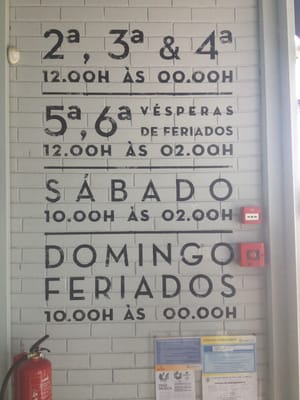 2ª, 3ª & 4ª
12.00H ÀS 00.00H
5ª, 6ª VÉSPERAS
DE FERIADOS
12.00H ÀS 02.00H
SÁBADO
10.00H ÀS 02.00H
DOMINGO
FERIADOS
10.00H ÀS 00.00H